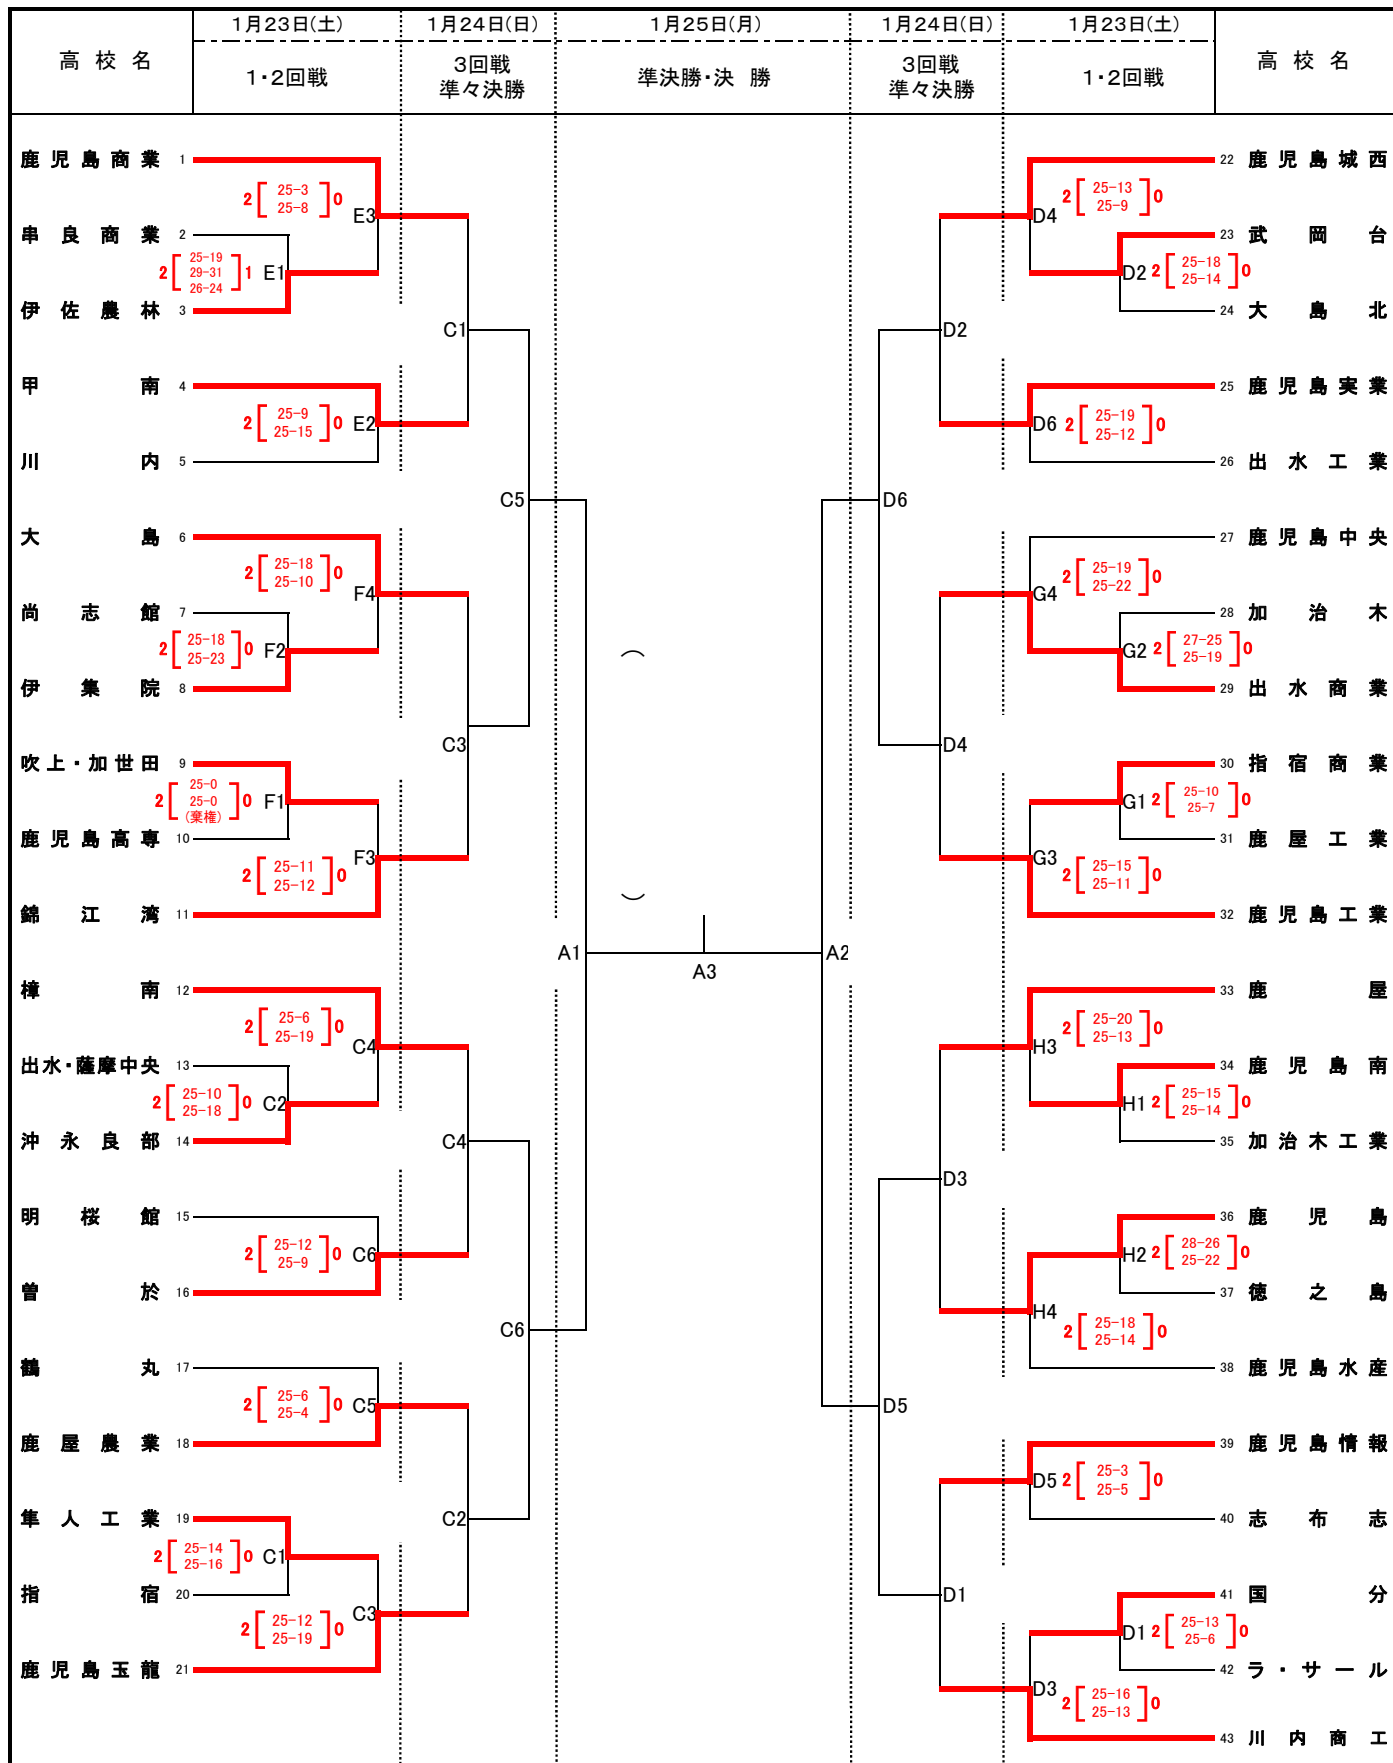 高校名 1月23日(土) 1月24日(日) 1月25日(月) 1月24日(日) 1月23日(土) 高校名
1・2回戦 3回戦 準決勝・決勝 3回戦 1・2回戦
準々決勝 準々決勝
鹿児島商業 1
2 25-3 0
25-8
E3
串良商業 2
2 25-19 1
29-31
26-24
E1
伊佐農林 3
C1
甲南 4
2 25-9 0
25-15
E2
川内 5
C5
大島 6
2 25-18 0
25-10
F4
尚志館 7
2 25-18 0
25-23
F2
伊集院 8
C3
吹上・加世田 9
2 25-0 0
25-0
(棄権)
F1
鹿児島高専 10
F3
2 25-11 0
25-12
錦江湾 11
A1
樟南 12
2 25-6 0
25-19
C4
出水・薩摩中央 13
2 25-10 0
25-18
C2
沖永良部 14
C4
明桜館 15
2 25-12 0
25-9
C6
曽於 16
C6
鶴丸 17
2 25-6 0
25-4
C5
鹿屋農業 18
C2
隼人工業 19
2 25-14 0
25-16
C1
指宿 20
C3
2 25-12 0
25-19
鹿児島玉龍 21
(
)
A3
22 鹿児島城西
2 25-13 0
25-9
D4
23 武岡台
D2 2 25-18 0
25-14
24 大島北
D2
25 鹿児島実業
D6 2 25-19 0
25-12
26 出水工業
D6
27 鹿児島中央
2 25-19 0
25-22
G4
28 加治木
G2 2 27-25 0
25-19
29 出水商業
D4
30 指宿商業
G1 2 25-10 0
25-7
31 鹿屋工業
G3
2 25-15 0
25-11
32 鹿児島工業
A2
33 鹿屋
2 25-20 0
25-13
H3
34 鹿児島南
H1 2 25-15 0
25-14
35 加治木工業
D3
36 鹿児島
H2 2 28-26 0
25-22
37 徳之島
H4
2 25-18 0
25-14
38 鹿児島水産
D5
39 鹿児島情報
D5 2 25-3 0
25-5
40 志布志
D1
41 国分
D1 2 25-13 0
25-6
42 ラ・サール
D3
2 25-16 0
25-13
43 川内商工